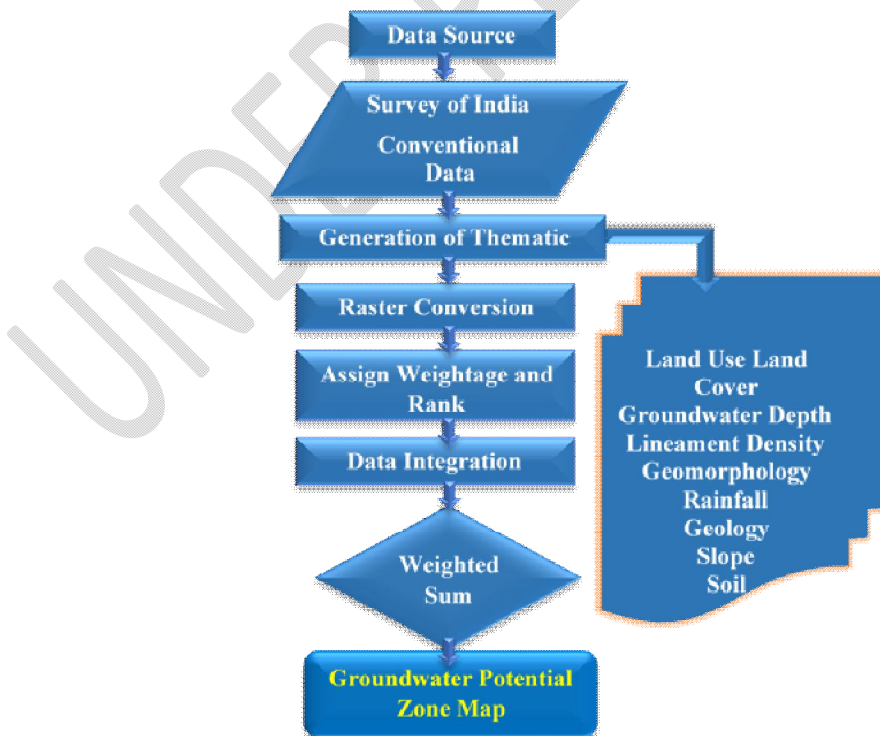 Data Source
Survey of India
Conventional
Data
Generation of Thematic
Raster Conversion
Assign Weightage and
Rank
Data Integration
Weighted
Sum
Groundwater Potential
Zone Map
Land Use Land
Cover
Groundwater Depth
Lineament Density
Geomorphology
Rainfall
Geology
Slope
Soil
UNDER